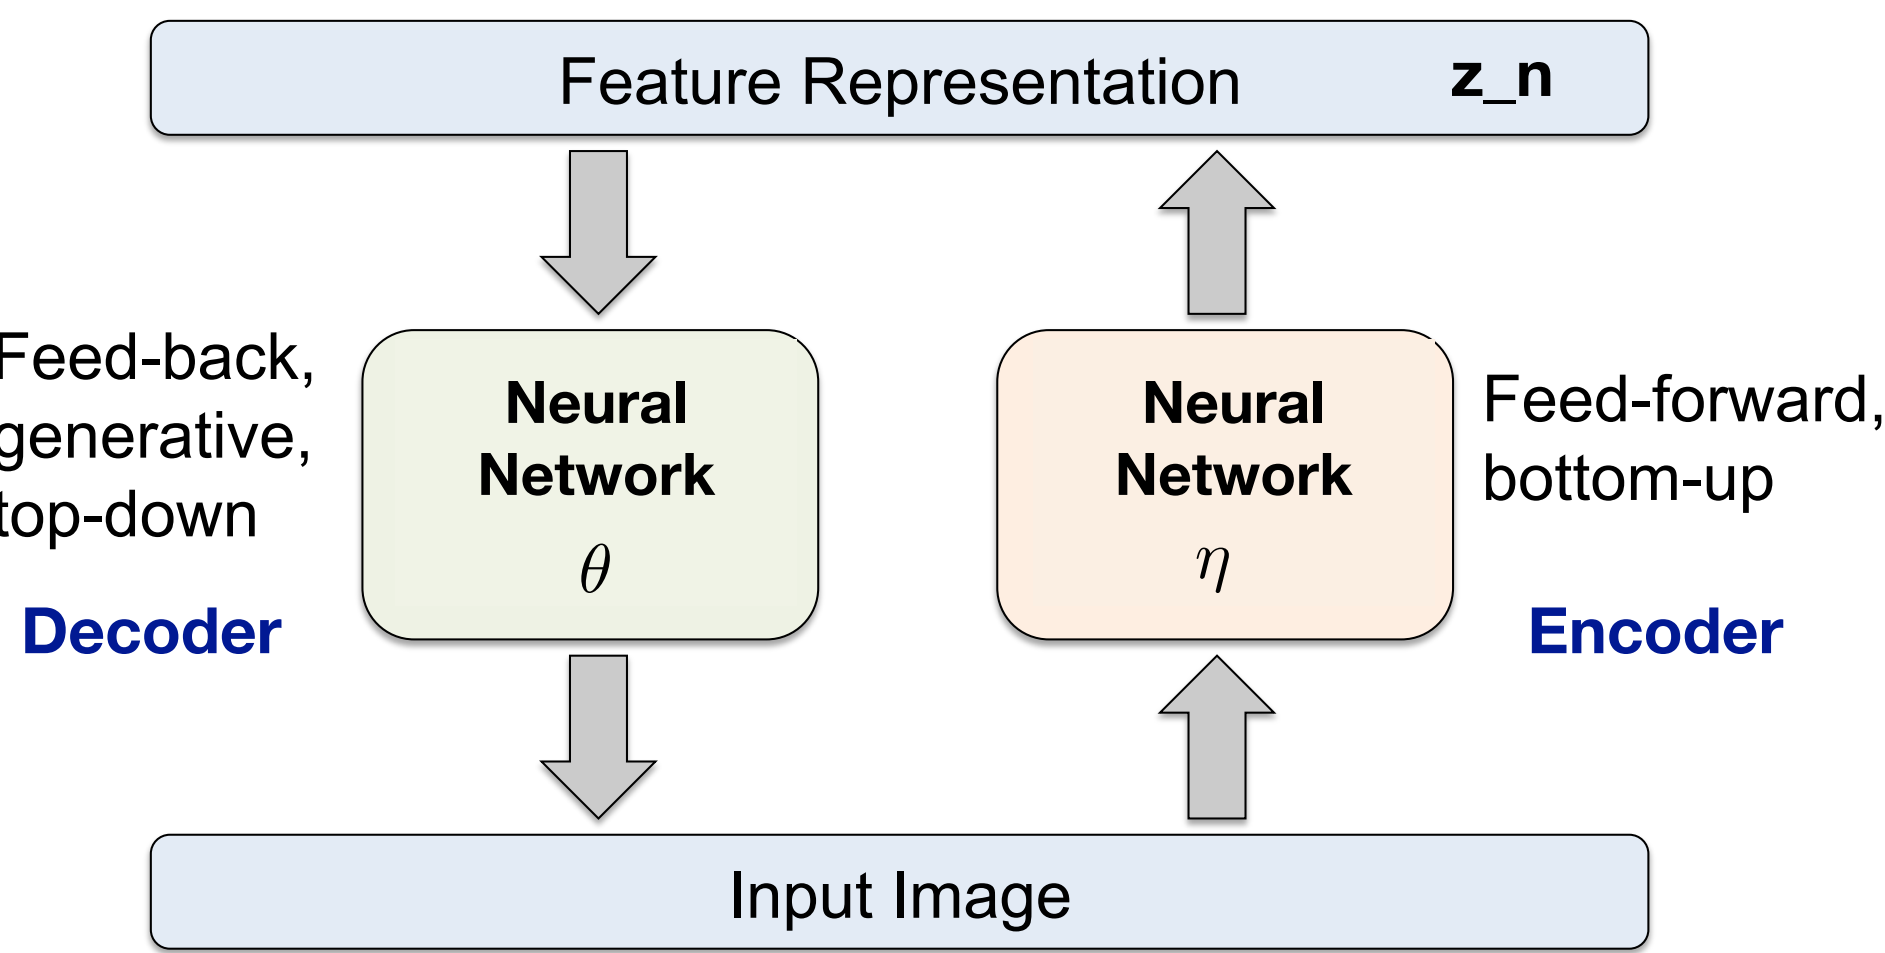 Feature Representation z_n
Feed-back,
generative,
top-down
Decoder
Neural
Network
θ
Neural
Network
η
Feed-forward,
bottom-up
Encoder
Input Image